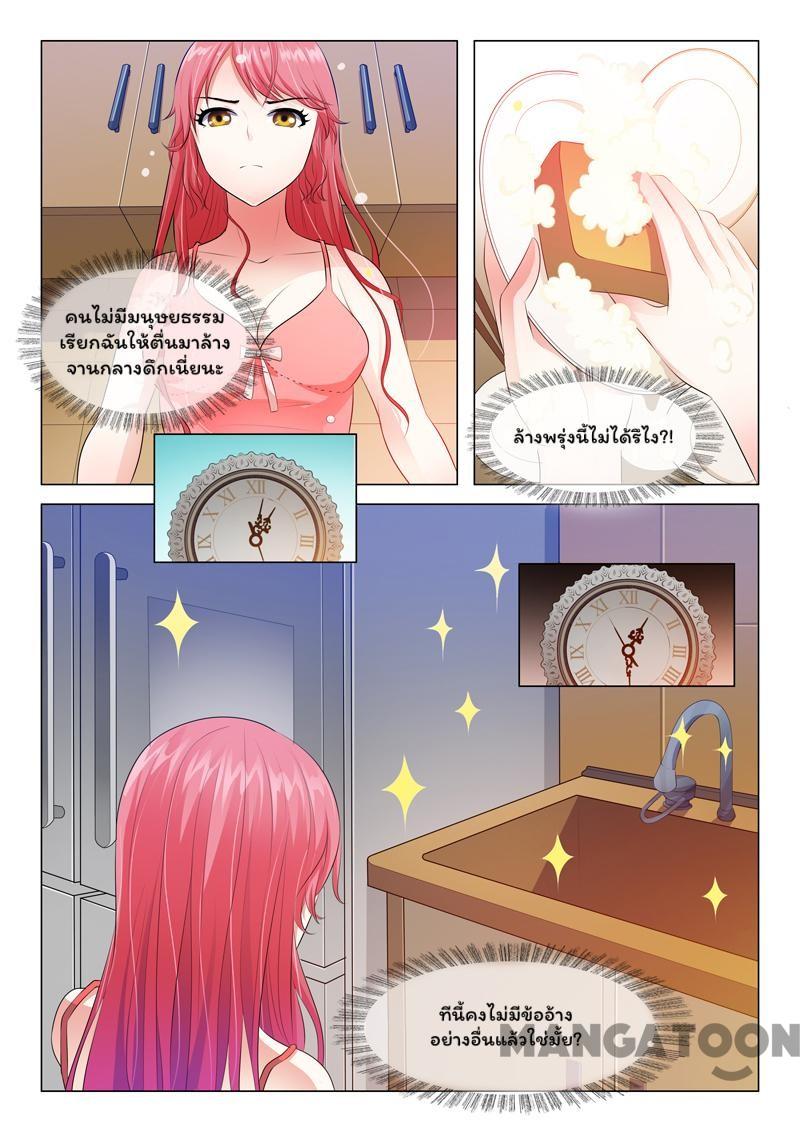 คนไม่มีมนุษยธรรม
เรียกฉันให้ตื่นมาล้าง
จานกลางดึกเนี่ยนะ
ล้างพรุ่งนี้ไม่ได้รึไง?!
ทีนี้คงไม่มีข้ออ้าง
อย่างอื่นแล้วใช่มั้ย?
MANGATOON